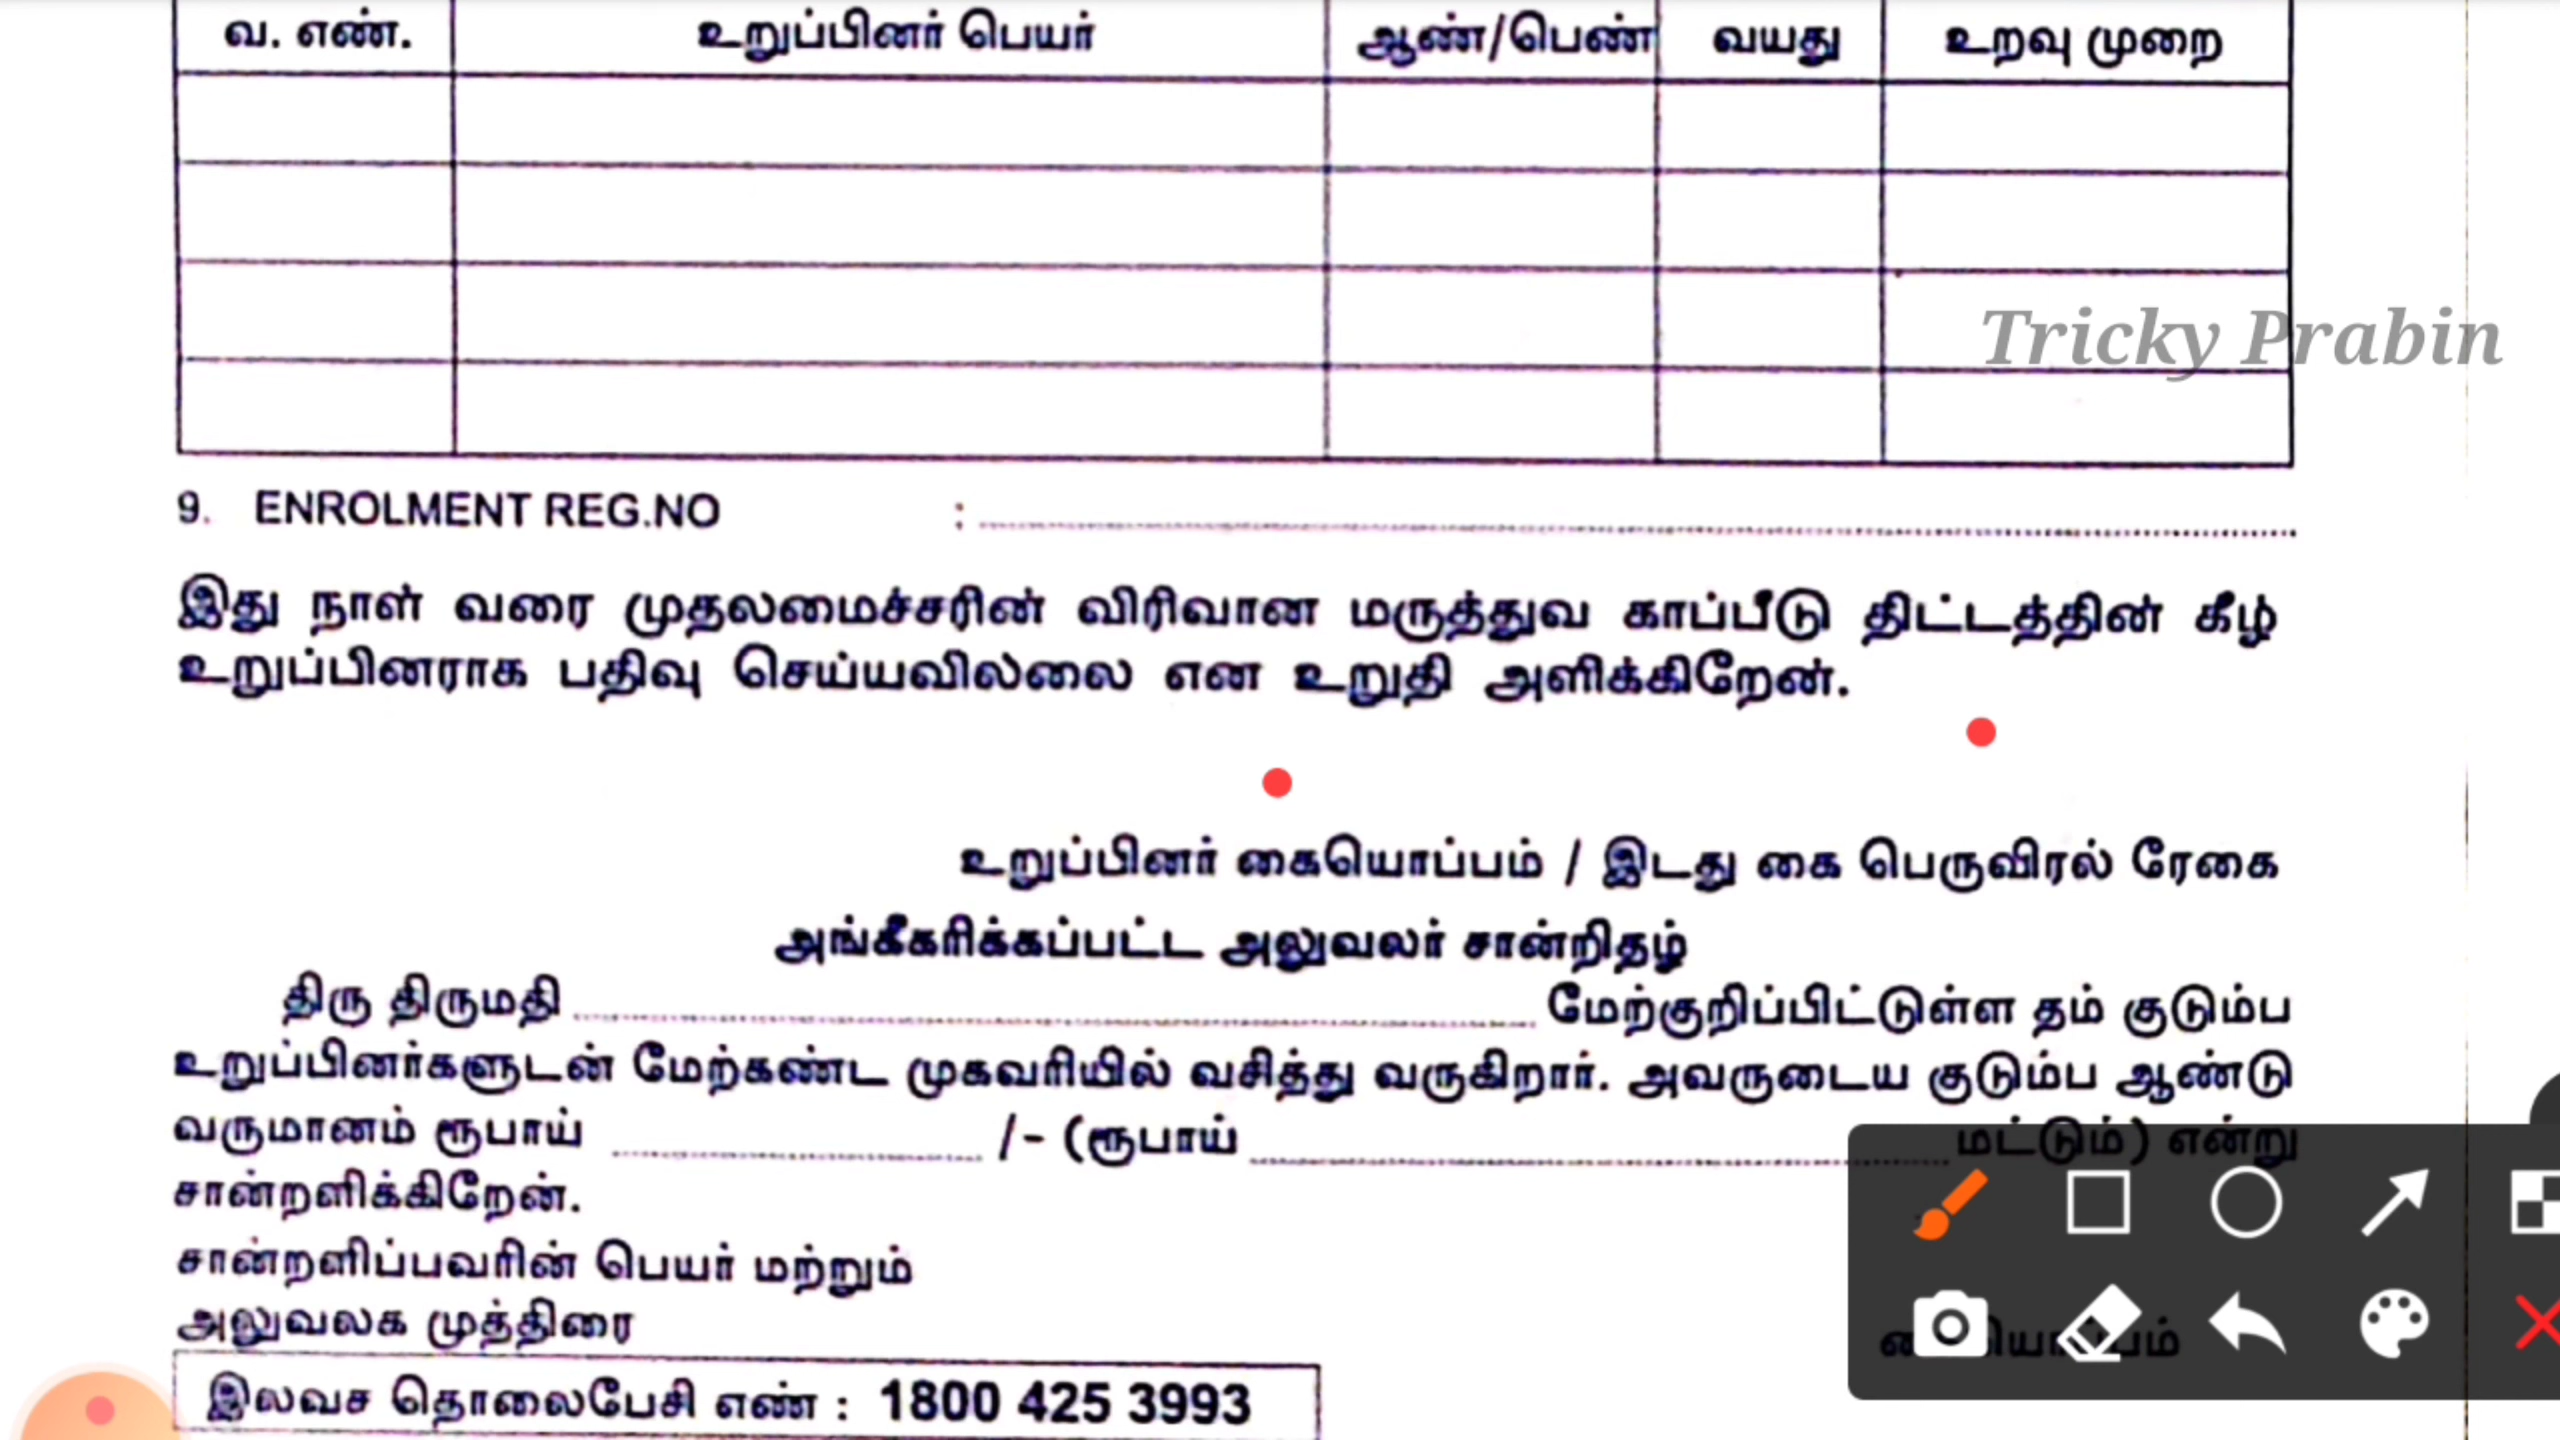 வ. எண். உறுப்பினர் பெயர் ஆண்/பெண் வயது உறவு முறை
Tricky Prabin
9. ENROLMENT REG.NO :
இது நாள் வரை முதலமைச்சரின் விரிவான மருத்துவ காப்பீடு திட்டத்தின் கீழ்
உறுப்பினராக பதிவு செய்யவில்லை என உறுதி அளிக்கிறேன்.
உறுப்பினர் கையொப்பம் / இடது கை பெருவிரல் ரேகை
அங்கீகரிக்கப்பட்ட அலுவலர் சான்றிதழ்
திரு திருமதி மேற்குறிப்பிட்டுள்ள தம் குடும்ப
உறுப்பினர்களுடன் மேற்கண்ட முகவரியில் வசித்து வருகிறார். அவருடைய குடும்ப ஆண்டு
வருமானம் ரூபாய் /- (ரூபாய் மட்டும்) என்று
சான்றளிக்கிறேன்.
சான்றளிப்பவரின் பெயர் மற்றும்
அலுவலக முத்திரை
இலவச தொலைபேசி எண் : 1800 425 3993